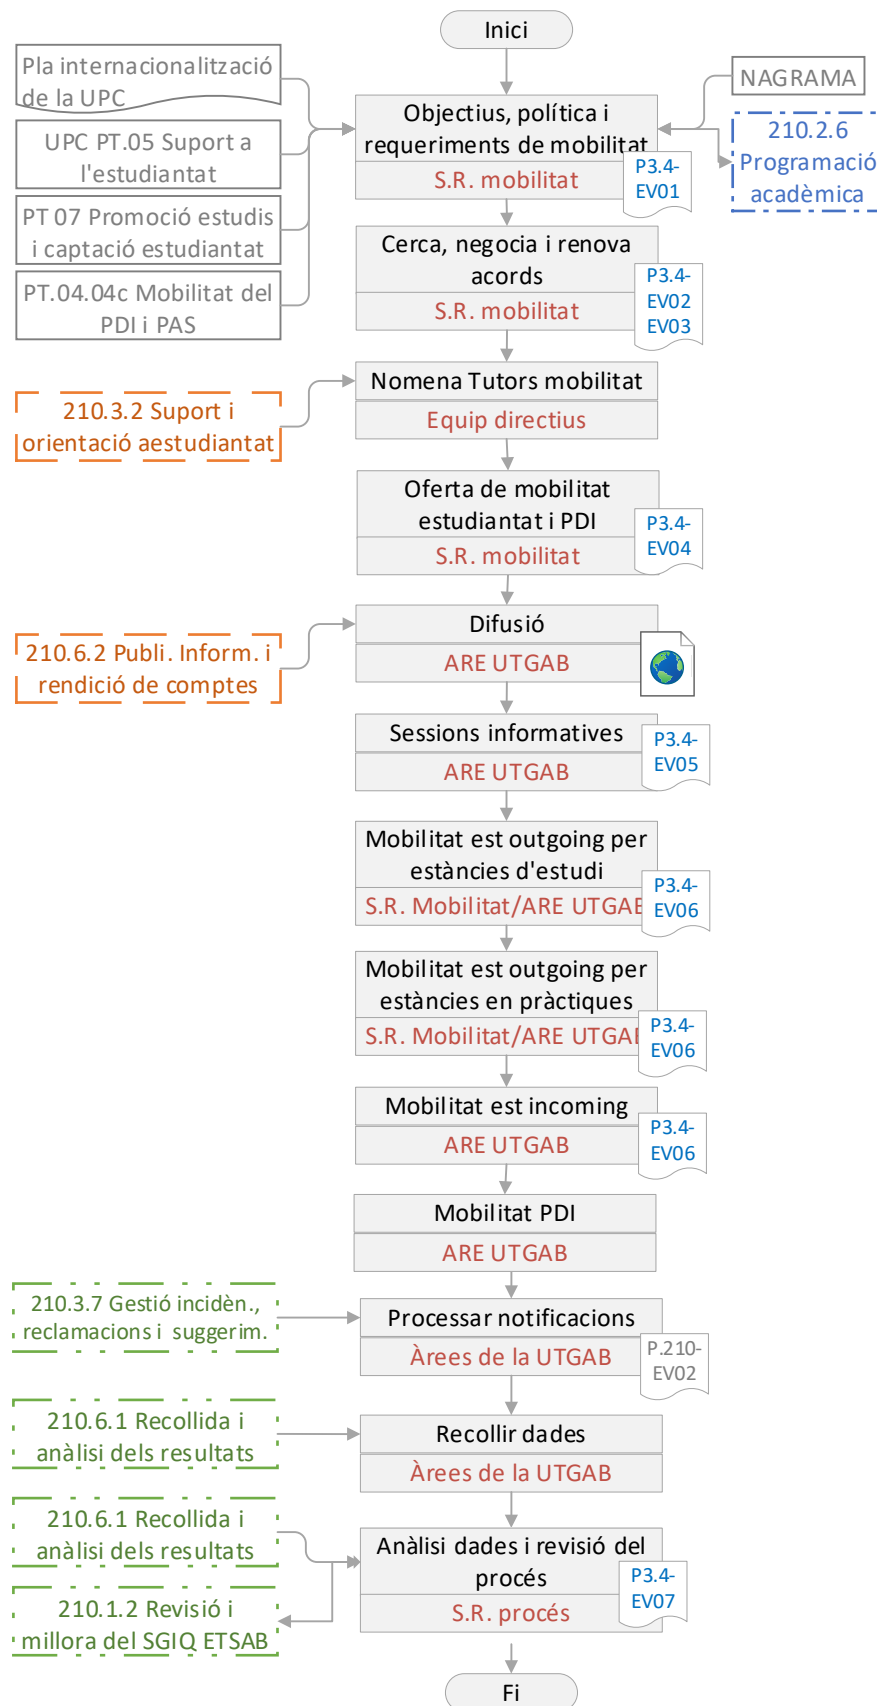 Inici
Pla internacionalització
de la UPC
NAGRAMA
Objectius, política i
requeriments de mobilitat
S.R. mobilitat
P3.4-
EV01
210.2.6
Programació
acadèmica
UPC PT.05 Suport a
l'estudiantat
PT 07 Promoció estudis
i captació estudiantat
PT.04.04c Mobilitat del
PDI i PAS
Cerca, negocia i renova
acords
S.R. mobilitat
P3.4-
EV02
EV03
Nomena Tutors mobilitat
Equip directius
210.3.2 Suport i
orientació aestudiantat
Oferta de mobilitat
estudiantat i PDI
S.R. mobilitat
P3.4-
EV04
Difusió
ARE UTGAB
210.6.2 Publi. Inform. i
rendició de comptes
Sessions informatives
ARE UTGAB
P3.4-
EV05
Mobilitat est outgoing per
estàncies d'estudi
S.R. Mobilitat/ARE UTGAB
P3.4-
EV06
Mobilitat est outgoing per
estàncies en pràctiques
S.R. Mobilitat/ARE UTGAB
P3.4-
EV06
Mobilitat est incoming
ARE UTGAB
P3.4-
EV06
Mobilitat PDI
ARE UTGAB
210.3.7 Gestió incidèn.,
reclamacions i suggerim.
Processar notificacions
Àrees de la UTGAB
P.210-
EV02
210.6.1 Recollida i
anàlisi dels resultats
Recollir dades
Àrees de la UTGAB
210.6.1 Recollida i
anàlisi dels resultats
Anàlisi dades i revisió del
procés
S.R. procés
P3.4-
EV07
210.1.2 Revisió i
millora del SGIQ ETSAB
Fi